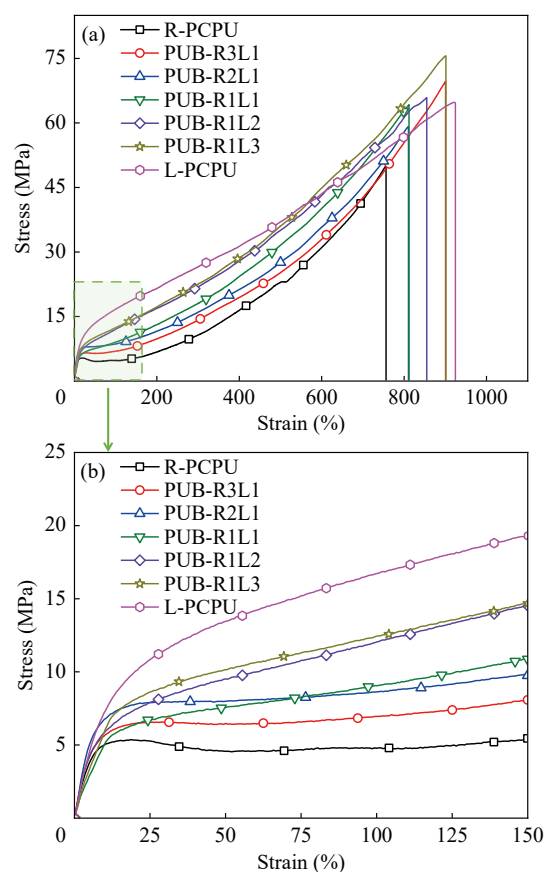 (a)
R-PCPU
PUB-R3L1
PUB-R2L1
PUB-R1L1
PUB-R1L2
PUB-R1L3
L-PCPU
75
60
45
30
15
0
200
400
600
800
1000
Stress (MPa)
Strain (%)
(b)
R-PCPU
PUB-R3L1
PUB-R2L1
PUB-R1L1
PUB-R1L2
PUB-R1L3
L-PCPU
25
20
15
10
5
0
25
50
75
100
125
150
Stress (MPa)
Strain (%)